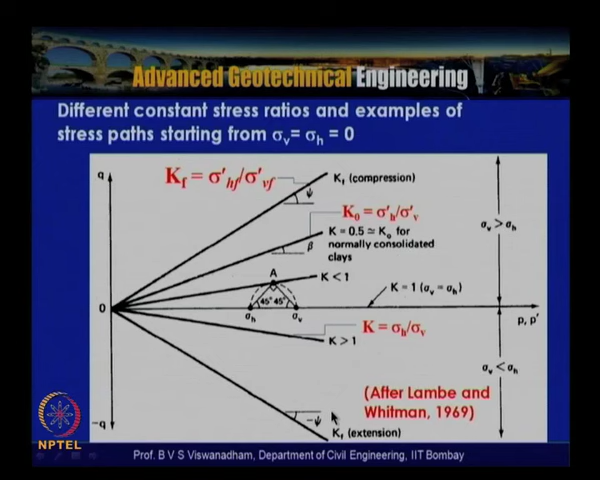 Advanced Geotechnical Engineering
Different constant stress ratios and examples of
stress paths starting from σv= σh = 0
q
Kf = σ'hf/σ'vf
Kf (compression)
ψ
K0 = σ'h/σ'v
K = 0.5 ≃ Ko for
normally consolidated
clays
β
σv > σh
A
K < 1
K = 1 (σv = σh)
45° 45°
0
σh
σv
p, p'
K = σh/σv
K > 1
σv < σh
(After Lambe and
Whitman, 1969)
−ψ
−q
Kf (extension)
NPTEL
Prof. B V S Viswanadham, Department of Civil Engineering, IIT Bombay